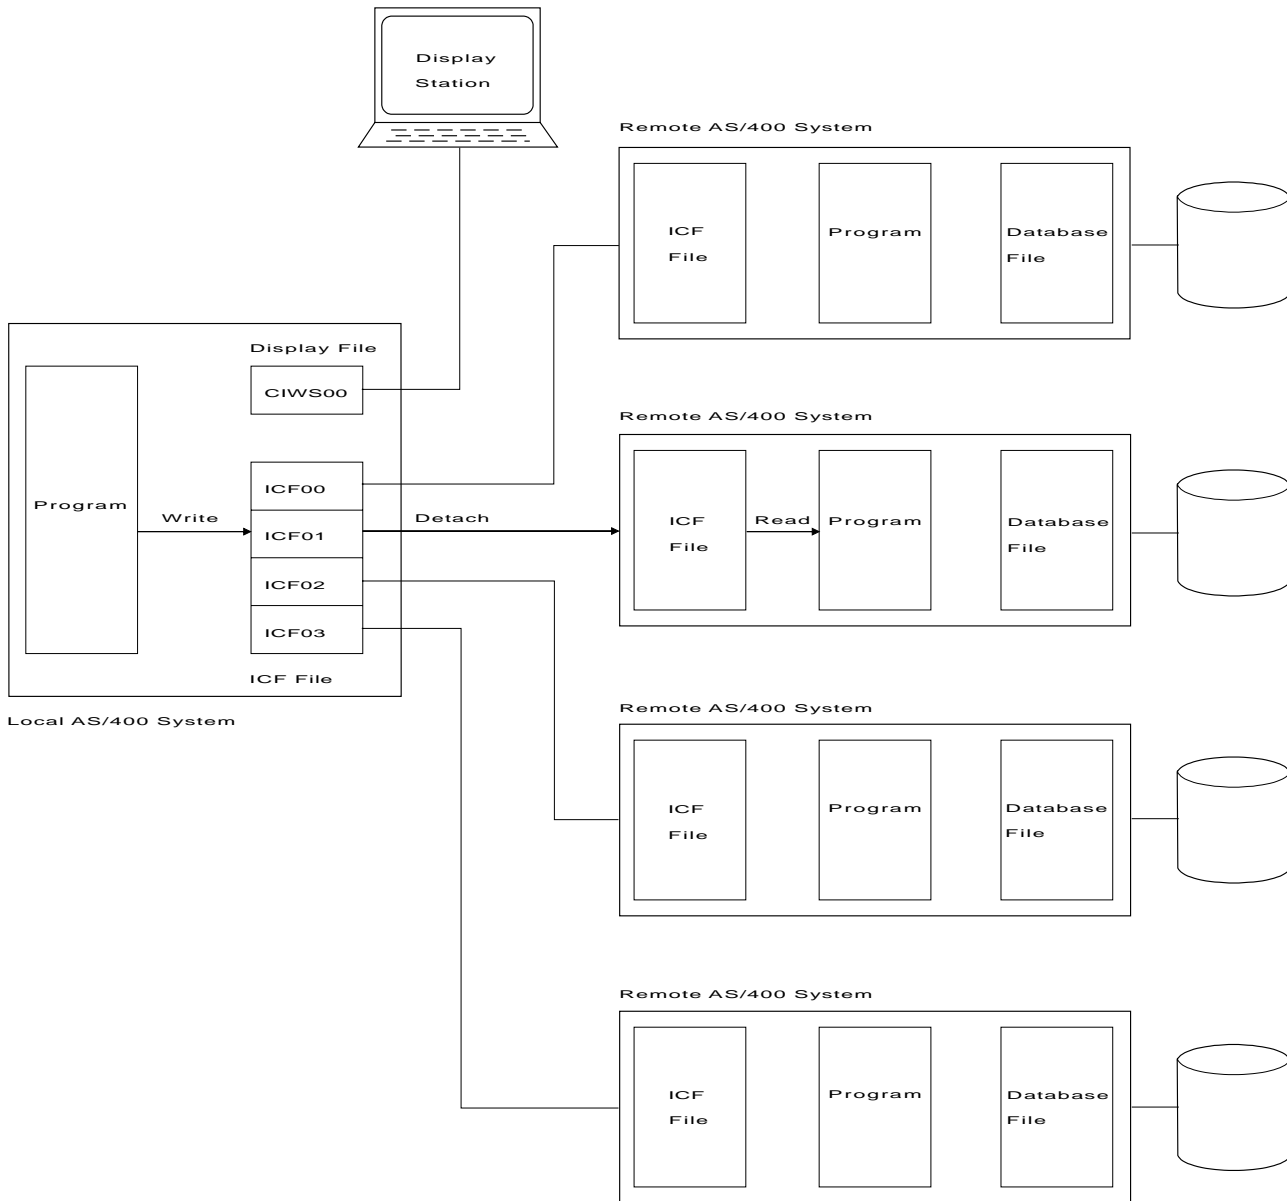 Display
Station
Remote AS/400 System
ICF
File
Program
Database
File
Display File
CIWS00
Program
Write
ICF00
ICF01
ICF02
ICF03
ICF File
Local AS/400 System
Detach
Remote AS/400 System
ICF
File
Read
Program
Database
File
Remote AS/400 System
ICF
File
Program
Database
File
Remote AS/400 System
ICF
File
Program
Database
File